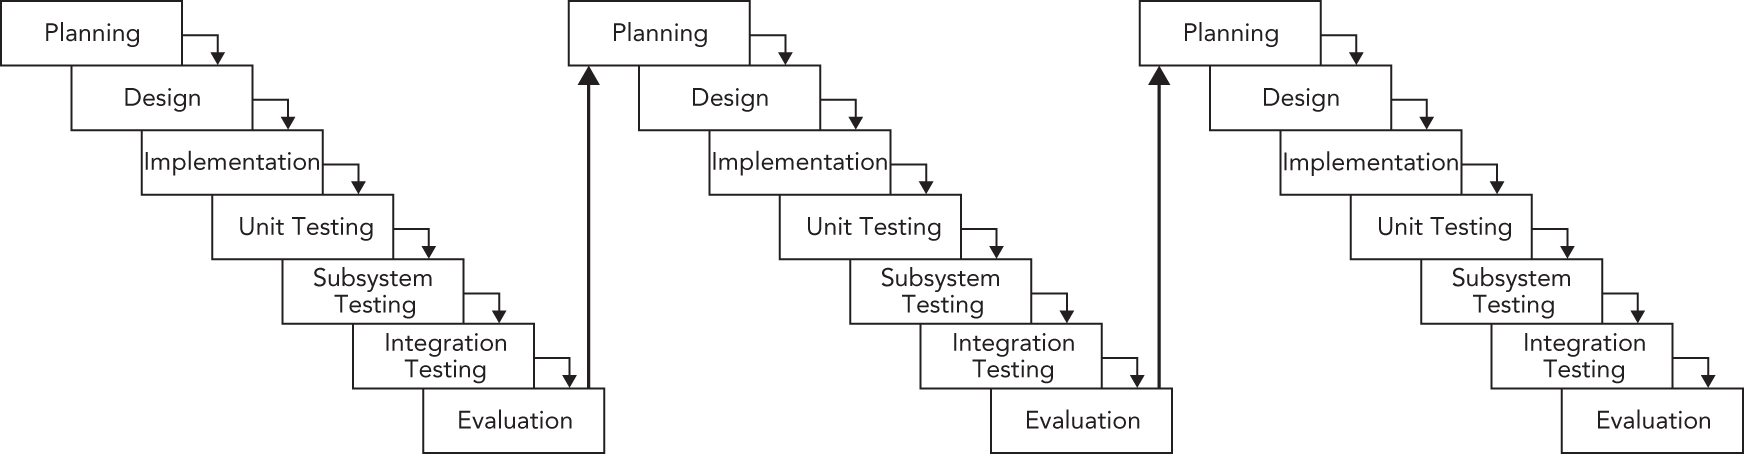 Planning
Design
Implementation
Unit Testing
Subsystem
Testing
Integration
Testing
Evaluation
Planning
Design
Implementation
Unit Testing
Subsystem
Testing
Integration
Testing
Evaluation
Planning
Design
Implementation
Unit Testing
Subsystem
Testing
Integration
Testing
Evaluation